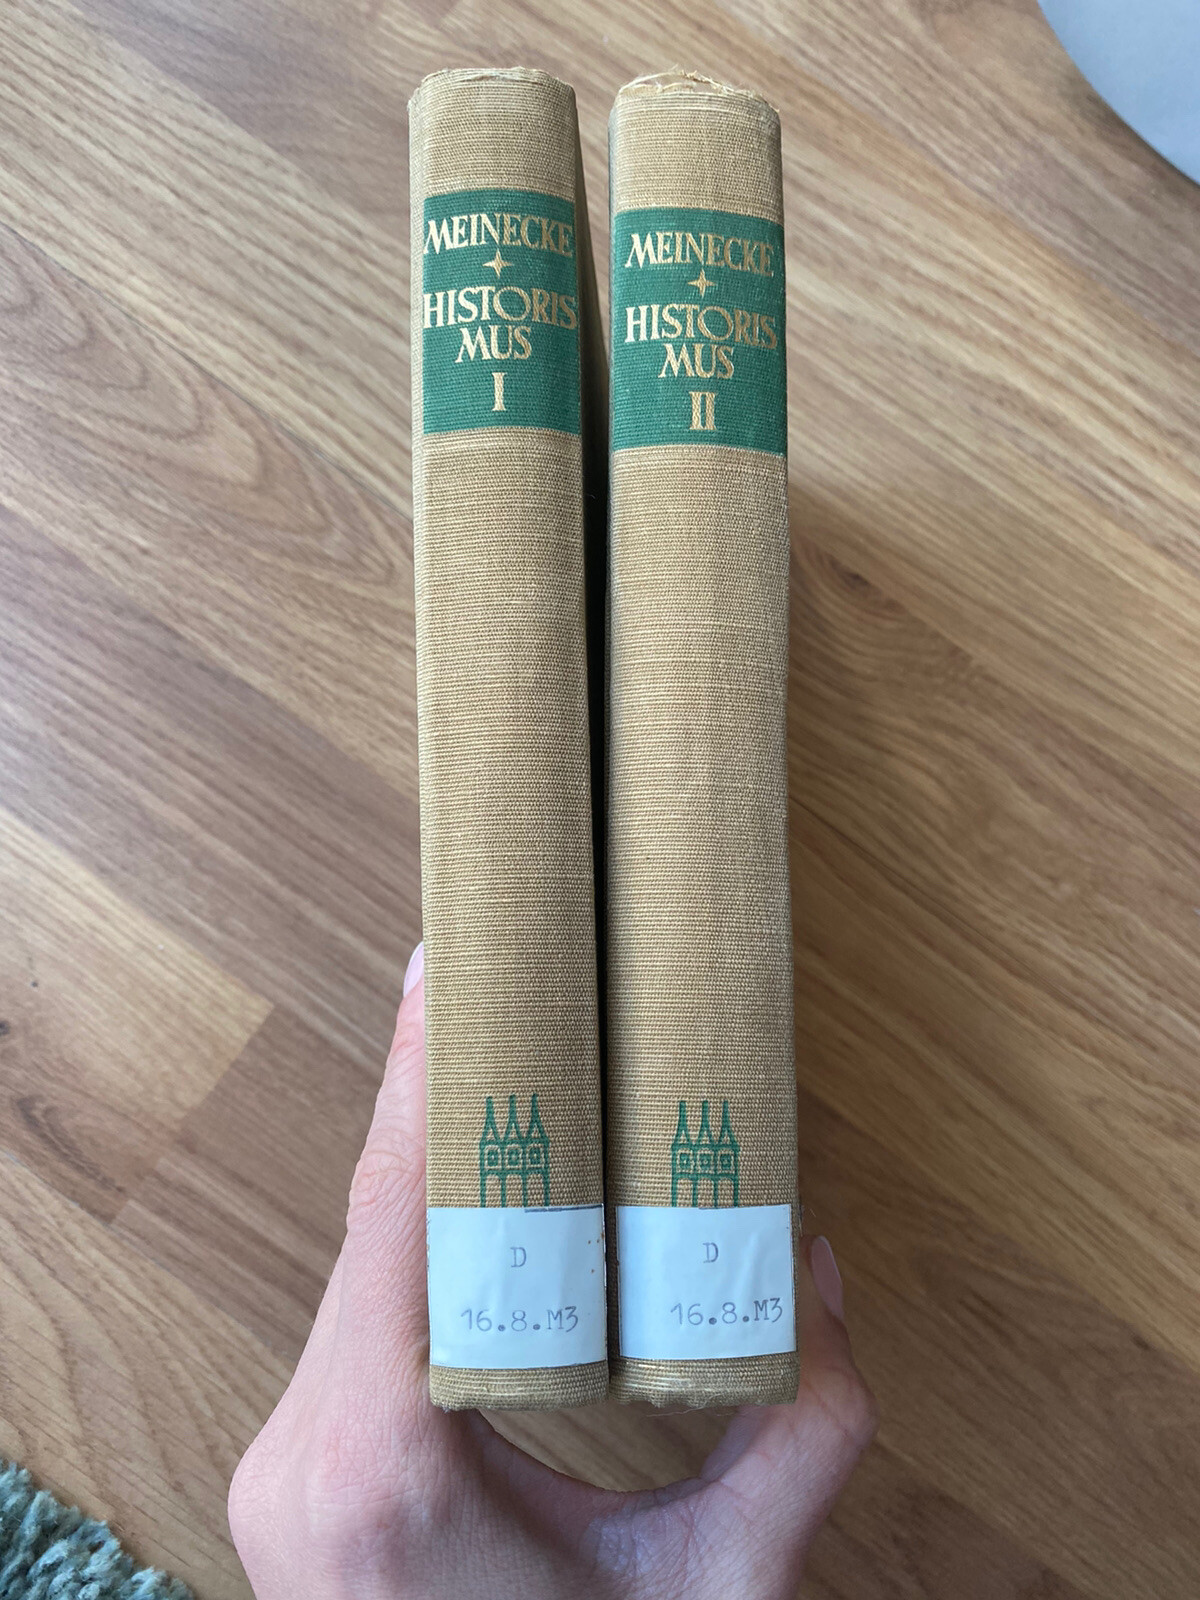 MEINECKE
HISTORIS
MUS
I
D
16.8.M3
MEINECKE
HISTORIS
MUS
II
D
16.8.M3